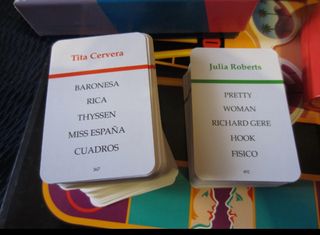 Tita Cervera
BARONESA
RICA
THYSSEN
MISS ESPAÑA
CUADROS
Julia Roberts
PRETTY
WOMAN
RICHARD GERE
HOOK
FISICO